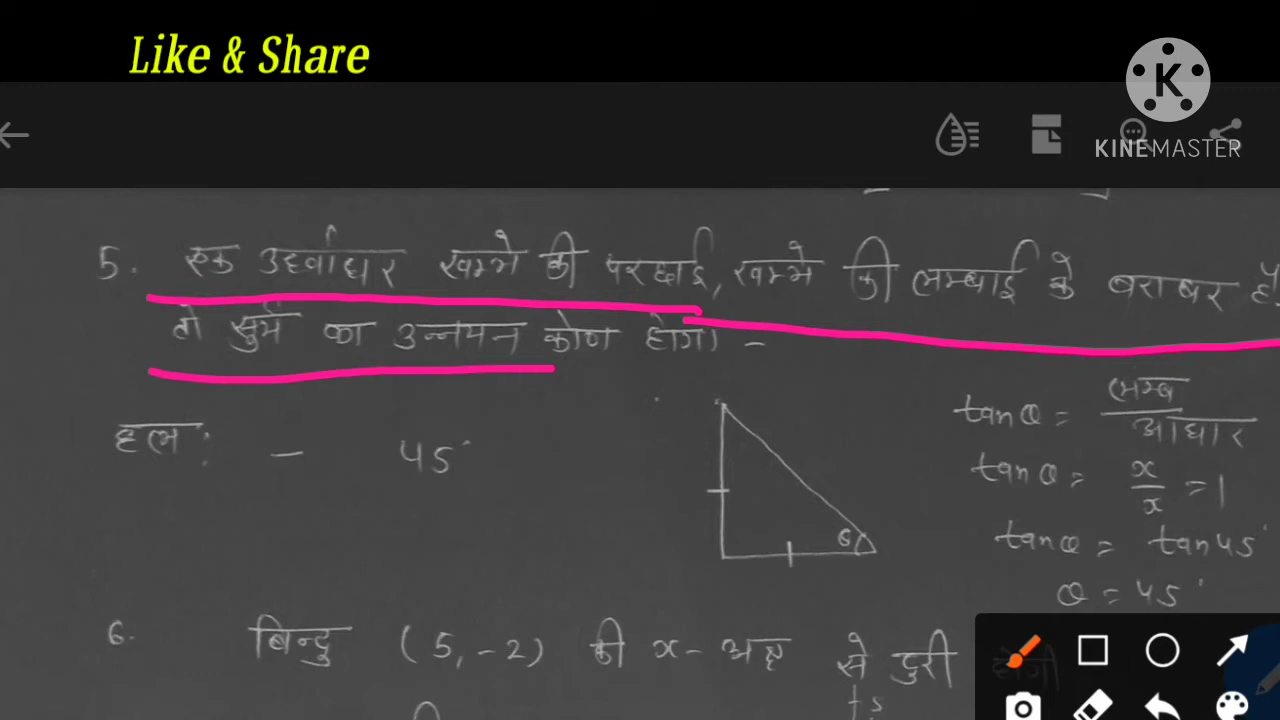 Like & Share
KINEMASTER
5. एक उर्ध्वाधर खम्भे की परछाई, खम्भे की लम्बाई के बराबर है
तो सुर्य का उन्नयन कोण होगा -
हल: - 45°
tanθ = लम्ब / आधार
tanθ = x/x = 1
tanθ = tan45°
θ = 45°
θ
6. बिन्दु (5, -2) की x-अक्ष से दुरी होगी